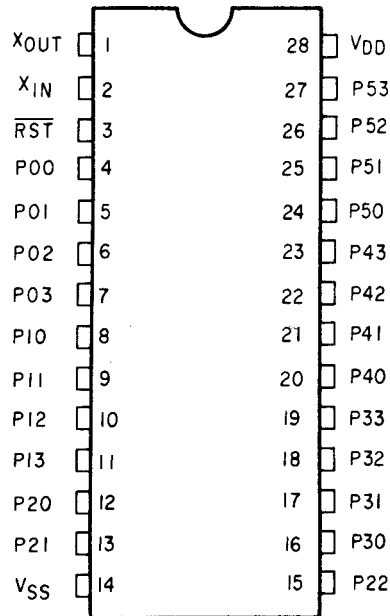 XOUT 1 28 VDD
XIN 2 27 P53
RST 3 26 P52
P00 4 25 P51
P01 5 24 P50
P02 6 23 P43
P03 7 22 P42
P10 8 21 P41
P11 9 20 P40
P12 10 19 P33
P13 11 18 P32
P20 12 17 P31
P21 13 16 P30
VSS 14 15 P22